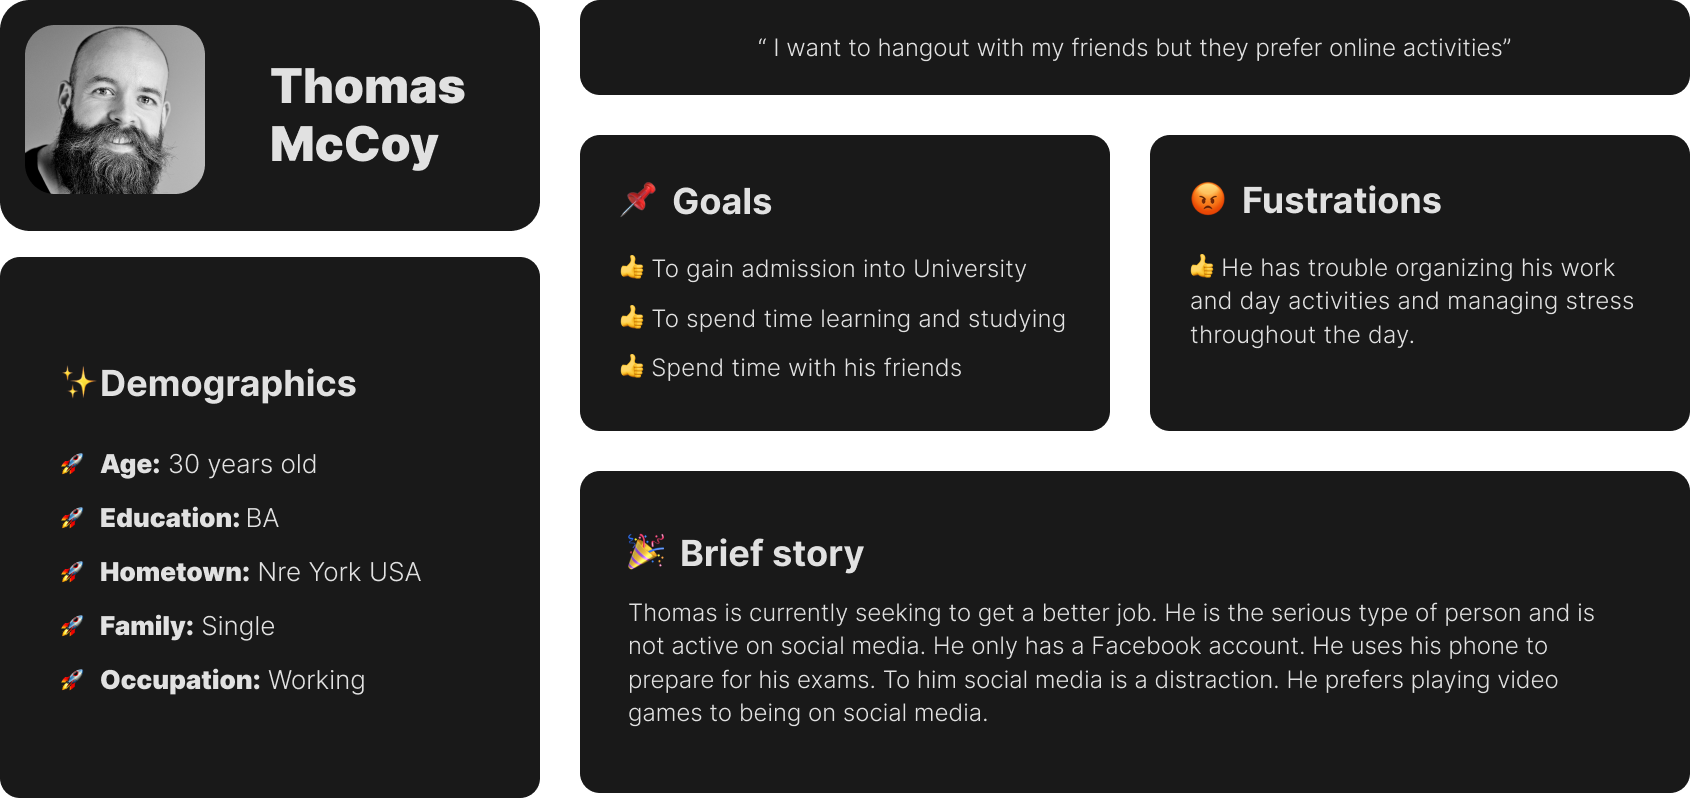 Thomas
McCoy
“ I want to hangout with my friends but they prefer online activities”
Goals
To gain admission into University
To spend time learning and studying
Spend time with his friends
Fustrations
He has trouble organizing his work
and day activities and managing stress
throughout the day.
Demographics
Age: 30 years old
Education: BA
Hometown: Nre York USA
Family: Single
Occupation: Working
Brief story
Thomas is currently seeking to get a better job. He is the serious type of person and is
not active on social media. He only has a Facebook account. He uses his phone to
prepare for his exams. To him social media is a distraction. He prefers playing video
games to being on social media.